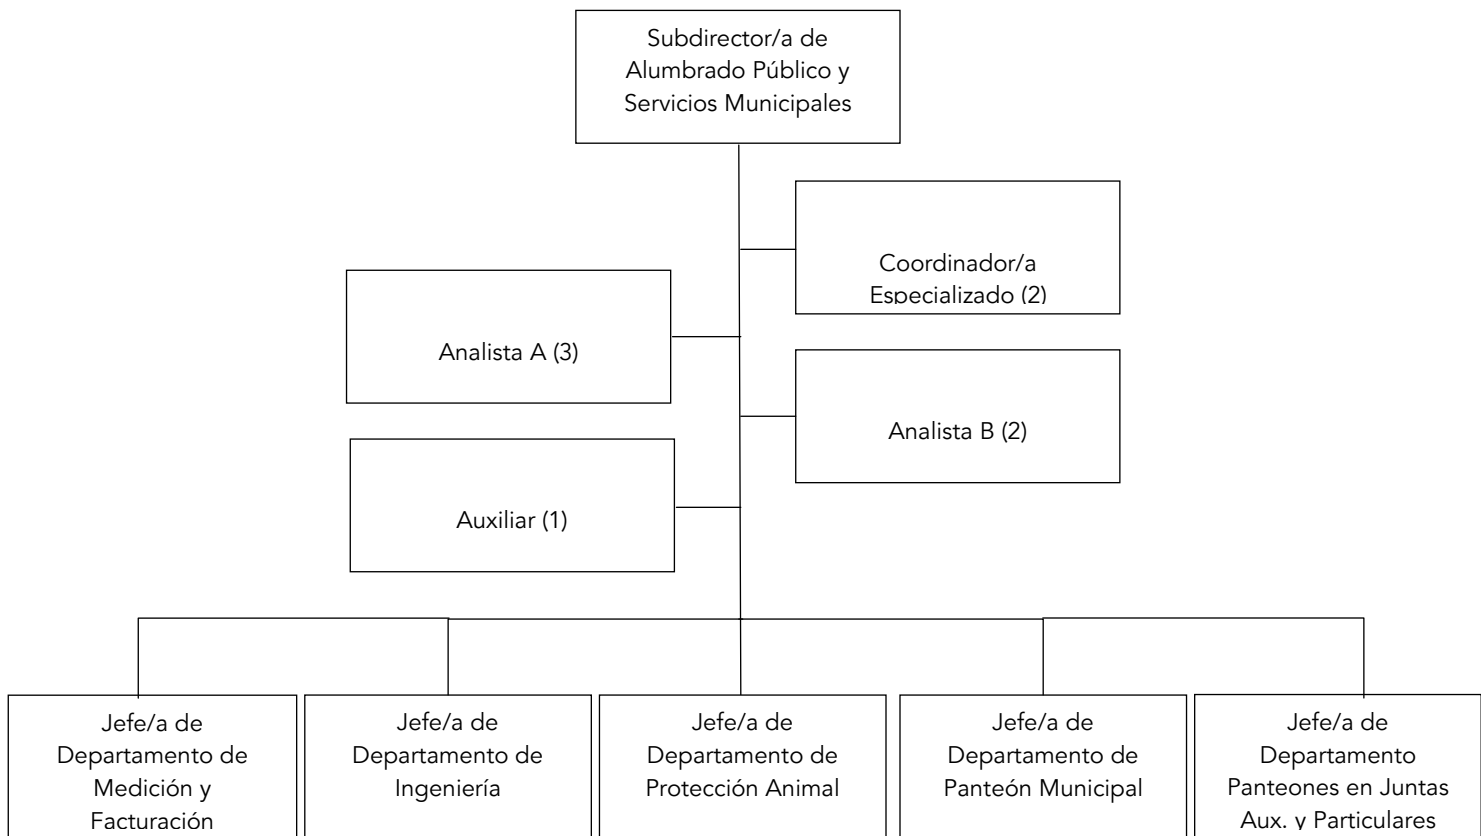 Subdirector/a de
Alumbrado Público y
Servicios Municipales
Coordinador/a
Especializado (2)
Analista A (3)
Analista B (2)
Auxiliar (1)
Jefe/a de
Departamento de
Medición y
Facturación
Jefe/a de
Departamento de
Ingeniería
Jefe/a de
Departamento de
Protección Animal
Jefe/a de
Departamento de
Panteón Municipal
Jefe/a de
Departamento
Panteones en Juntas
Aux. y Particulares